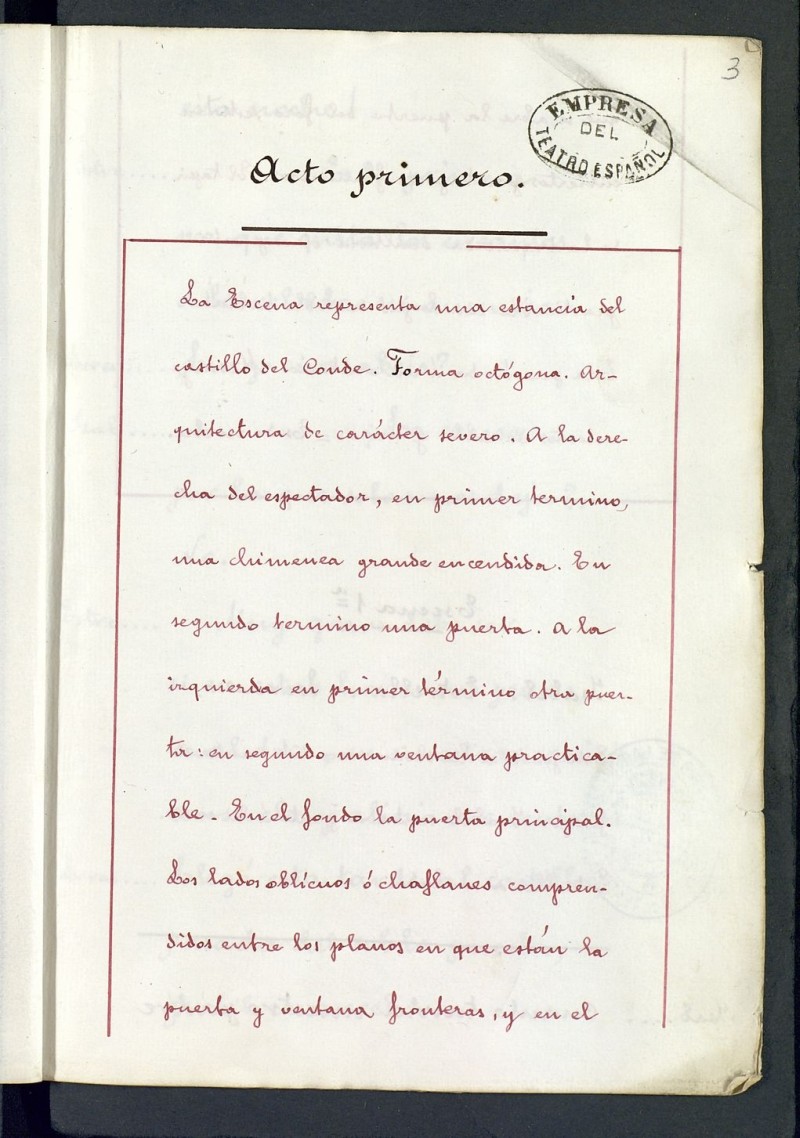 3
EMPRESA
DEL
TEATRO ESPAÑOL
Acto primero.
La Escena representa una estancia del
castillo del Conde. Forma octógona. Ar-
quitectura de carácter severo. A la dere-
cha del espectador, en primer termino,
una chimenea grande encendida. En
segundo termino una puerta. A la
izquierda en primer término otra puer-
ta: en segundo una ventana practica-
ble. En el fondo la puerta principal.
Los lados oblícuos ó chaflanes compren-
didos entre los planos en que están la
puerta y ventana fronteras, y en el